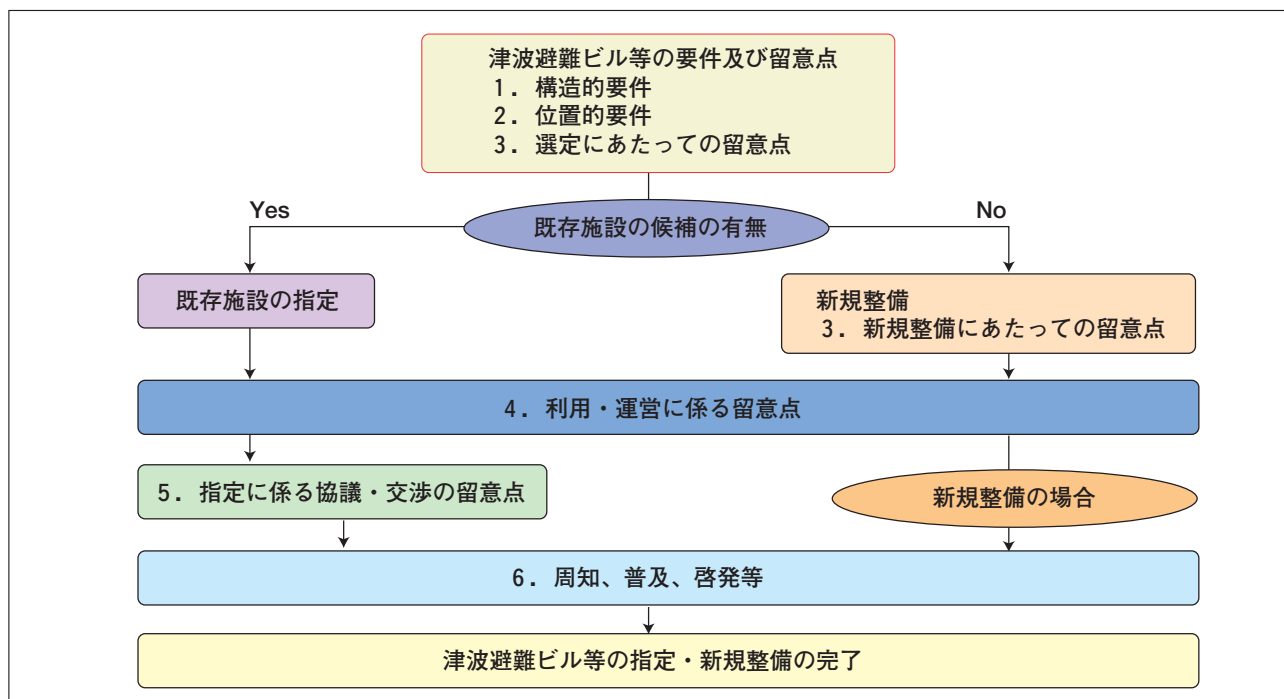 津波避難ビル等の要件及び留意点
1．構造的要件
2．位置的要件
3．選定にあたっての留意点
Yes
既存施設の候補の有無
No
既存施設の指定
新規整備
3．新規整備にあたっての留意点
4．利用・運営に係る留意点
5．指定に係る協議・交渉の留意点
新規整備の場合
6．周知、普及、啓発等
津波避難ビル等の指定・新規整備の完了